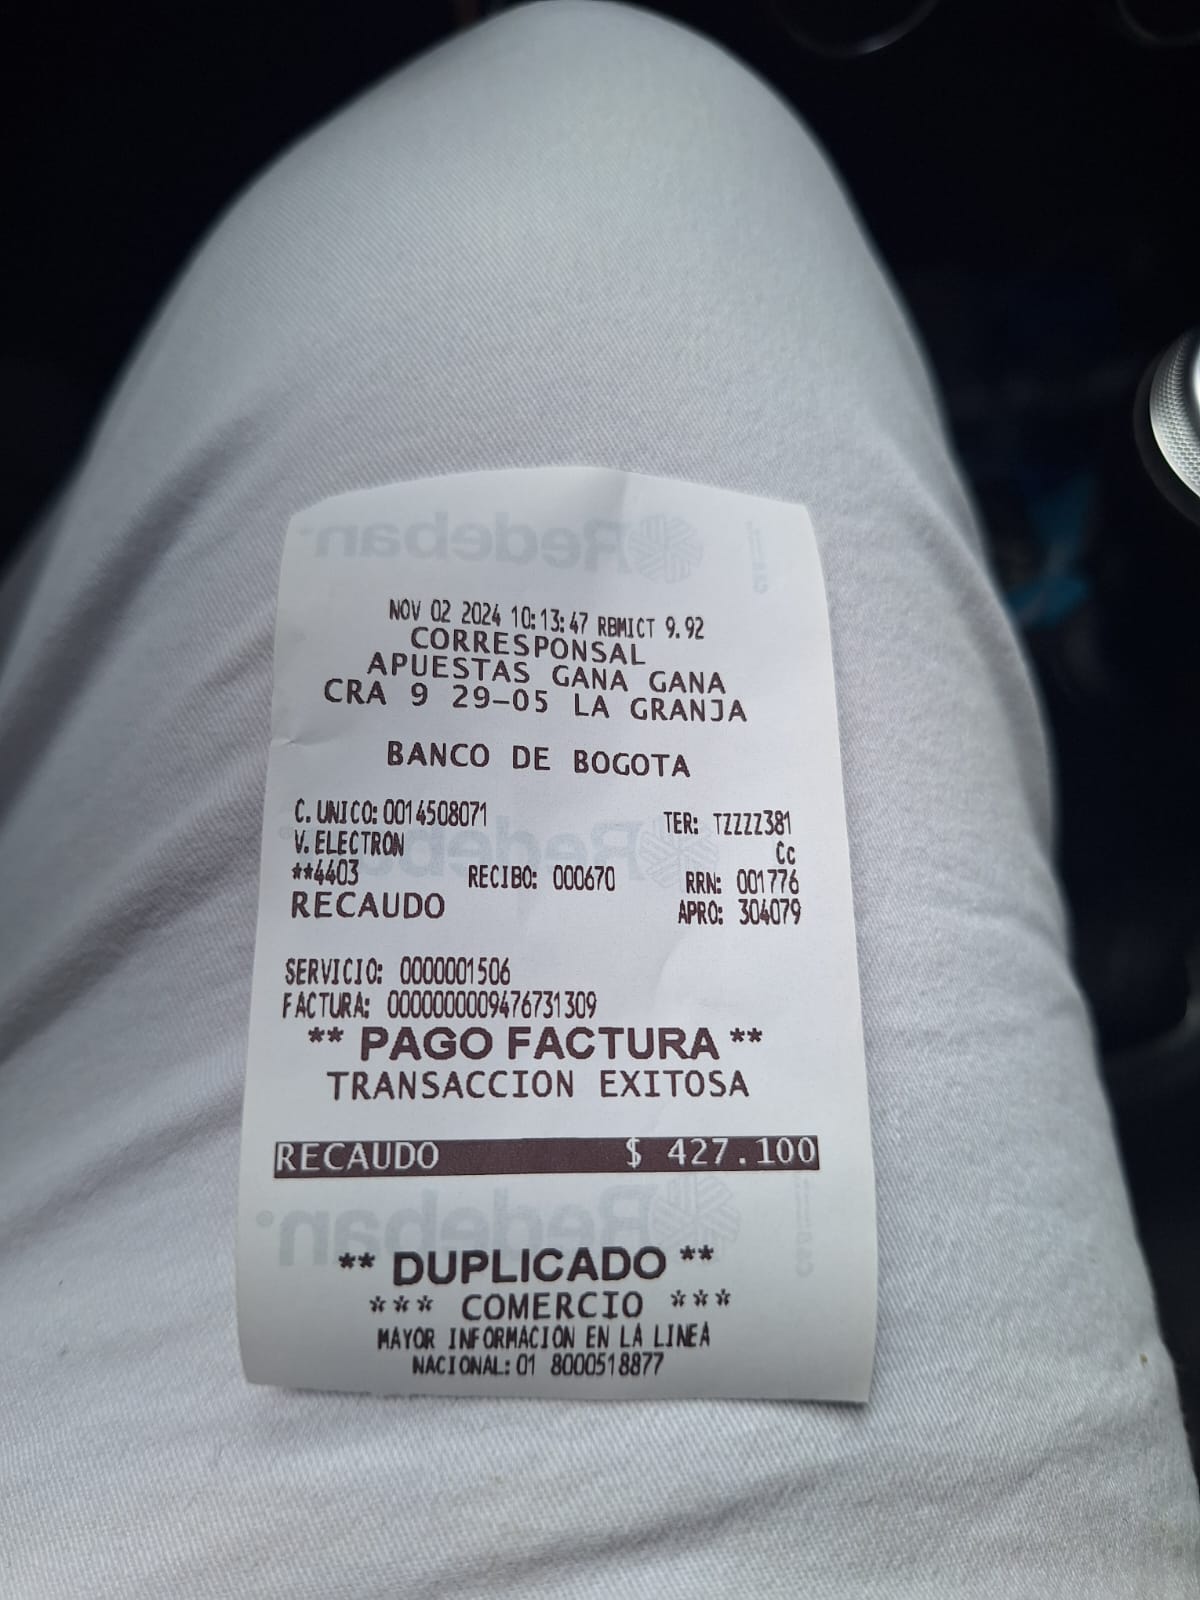 NOV 02 2024 10:13:47 RBMICT 9.92
CORRESPONSAL
APUESTAS GANA GANA
CRA 9 29-05 LA GRANJA
BANCO DE BOGOTA
C. UNICO: 0014508071 TER: TZZZZ381
V. ELECTRON Cc
**4403 RECIBO: 000670 RRN: 001776
RECAUDO APRO: 304079
SERVICIO: 0000001506
FACTURA: 0000000009476731309
** PAGO FACTURA **
TRANSACCION EXITOSA
RECAUDO $ 427.100
** DUPLICADO **
*** COMERCIO ***
MAYOR INFORMACION EN LA LINEA
NACIONAL: 01 8000518877
Redeban
Redeban
Redeban